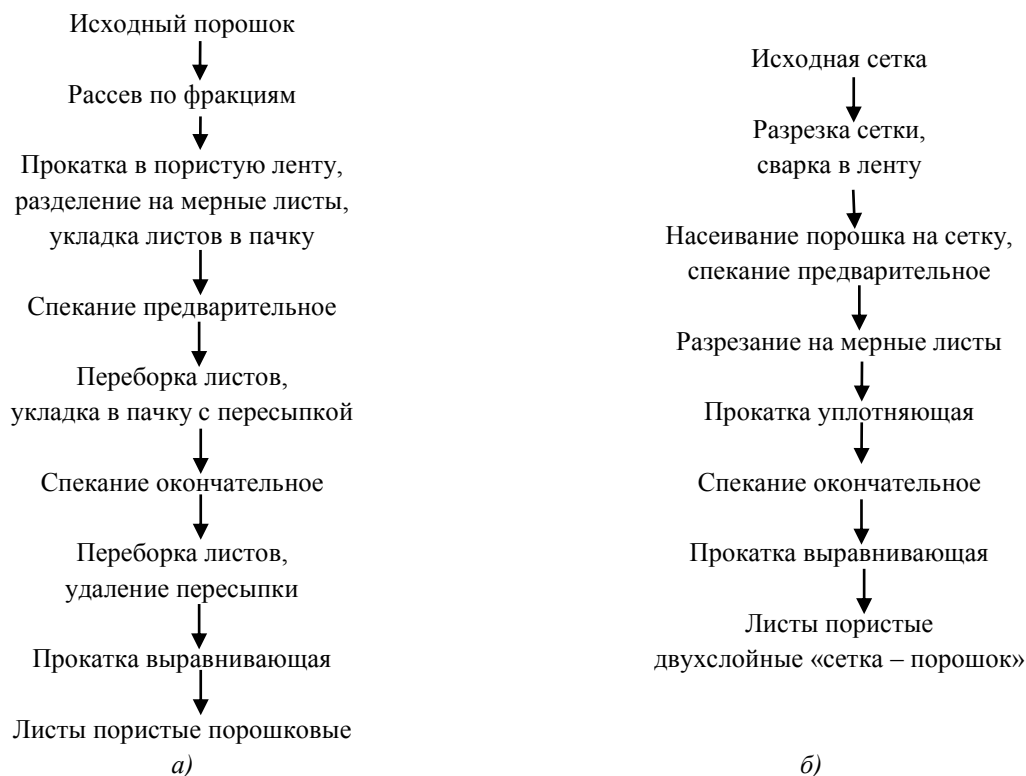 Исходный порошок
Рассев по фракциям
Прокатка в пористую ленту,
разделение на мерные листы,
укладка листов в пачку
Спекание предварительное
Переборка листов,
укладка в пачку с пересыпкой
Спекание окончательное
Переборка листов,
удаление пересыпки
Прокатка выравнивающая
Листы пористые порошковые
а)
Исходная сетка
Разрезка сетки,
сварка в ленту
Насеивание порошка на сетку,
спекание предварительное
Разрезание на мерные листы
Прокатка уплотняющая
Спекание окончательное
Прокатка выравнивающая
Листы пористые
двухслойные «сетка – порошок»
б)